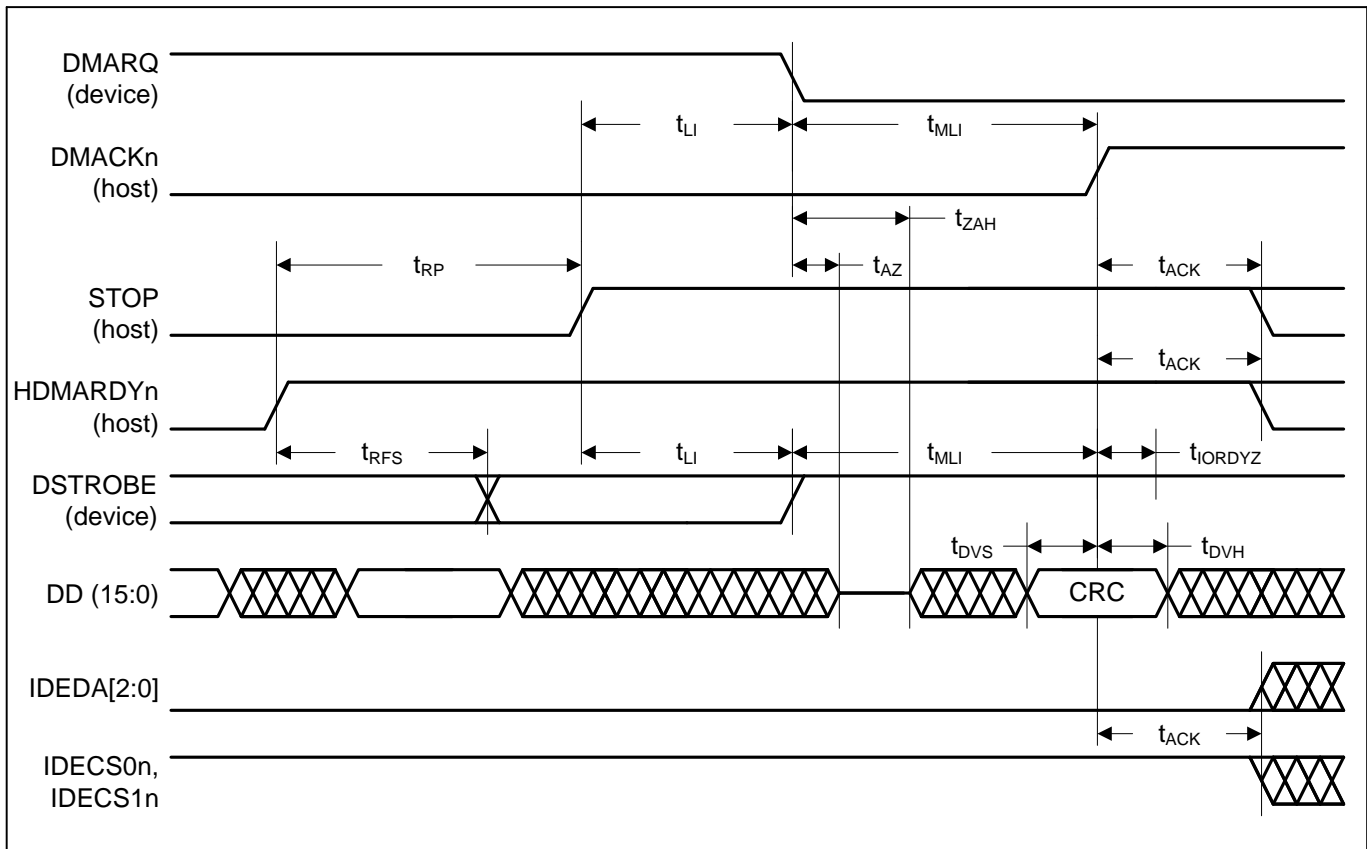 DMARQ
(device)
tLI
tMLI
DMACKn
(host)
tZAH
tRP
tAZ
tACK
STOP
(host)
tACK
HDMARDYn
(host)
tRFS
tLI
tMLI
tIORDYZ
DSTROBE
(device)
tDVS
tDVH
DD (15:0)
CRC
IDEDA[2:0]
tACK
IDECS0n,
IDECS1n